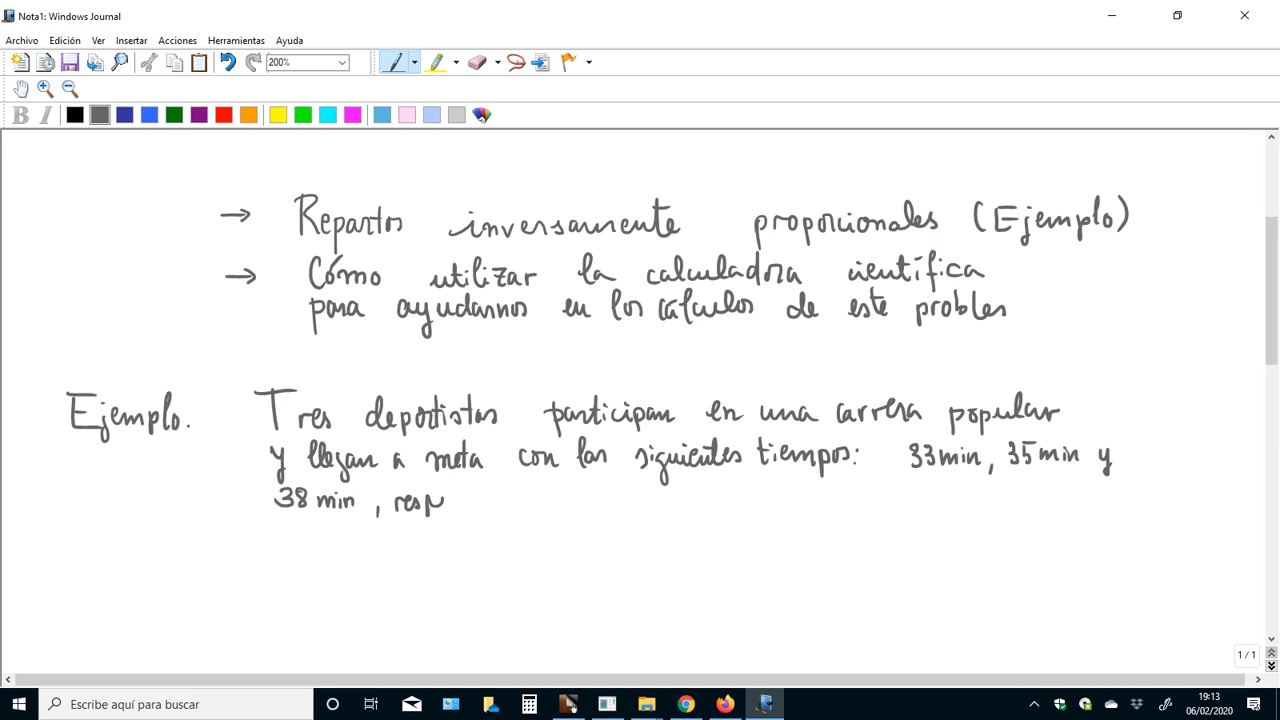 Nota1: Windows Journal
Archivo Edición Ver Insertar Acciones Herramientas Ayuda
200%
B I
→ Repartos inversamente proporcionales (Ejemplo)
→ Cómo utilizar la calculadora científica
para ayudarnos en los cálculos de este probles
Ejemplo. Tres deportistas participan en una carrera popular
y llegan a meta con los siguientes tiempos: 33 min, 35 min y
38 min, resp
1 / 1
Escribe aquí para buscar
19:13
06/02/2020